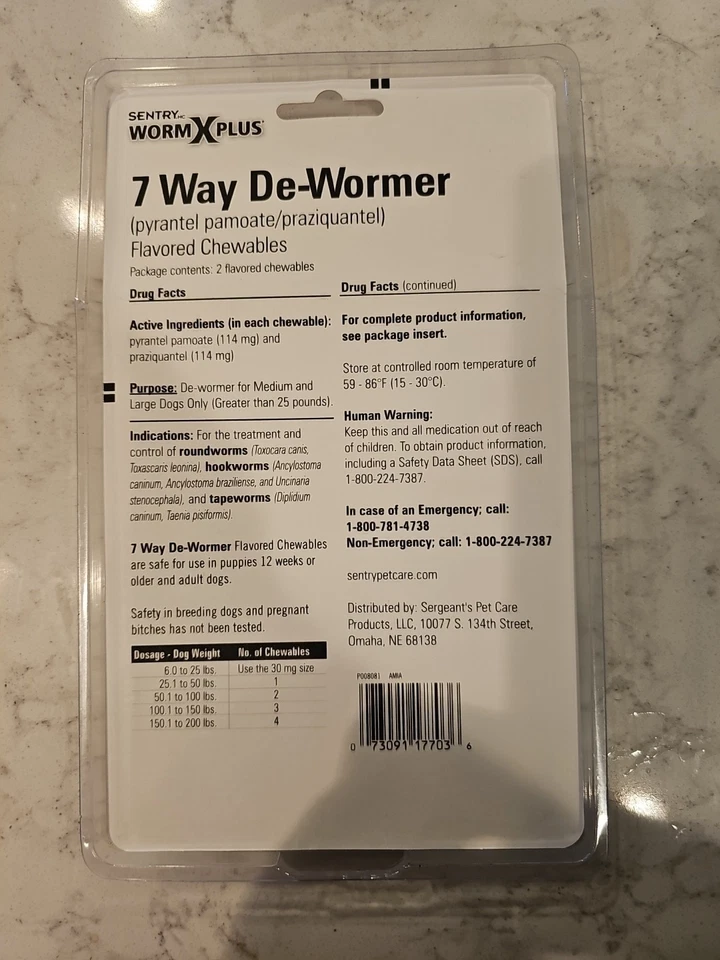 SENTRY HC
WORM X PLUS
7 Way De-Wormer
(pyrantel pamoate/praziquantel)
Flavored Chewables
Package contents: 2 flavored chewables
Drug Facts
Active Ingredients (in each chewable):
pyrantel pamoate (114 mg) and
praziquantel (114 mg)
Purpose: De-wormer for Medium and
Large Dogs Only (Greater than 25 pounds).
Indications: For the treatment and
control of roundworms (Toxocara canis,
Toxascaris leonina), hookworms (Ancylostoma
caninum, Ancylostoma braziliense, and Uncinaria
stenocephala), and tapeworms (Diplidium
caninum, Taenia pisiformis).
7 Way De-Wormer Flavored Chewables
are safe for use in puppies 12 weeks or
older and adult dogs.
Safety in breeding dogs and pregnant
bitches has not been tested.
Dosage - Dog Weight No. of Chewables
6.0 to 25 lbs. Use the 30 mg size
25.1 to 50 lbs. 1
50.1 to 100 lbs. 2
100.1 to 150 lbs. 3
150.1 to 200 lbs. 4
Drug Facts (continued)
For complete product information,
see package insert.
Store at controlled room temperature of
59 - 86°F (15 - 30°C).
Human Warning:
Keep this and all medication out of reach
of children. To obtain product information,
including a Safety Data Sheet (SDS), call
1-800-224-7387.
In case of an Emergency; call:
1-800-781-4738
Non-Emergency; call: 1-800-224-7387
sentrypetcare.com
Distributed by: Sergeant's Pet Care
Products, LLC, 10077 S. 134th Street,
Omaha, NE 68138
P008081 AMIA
0 73091 17703 6